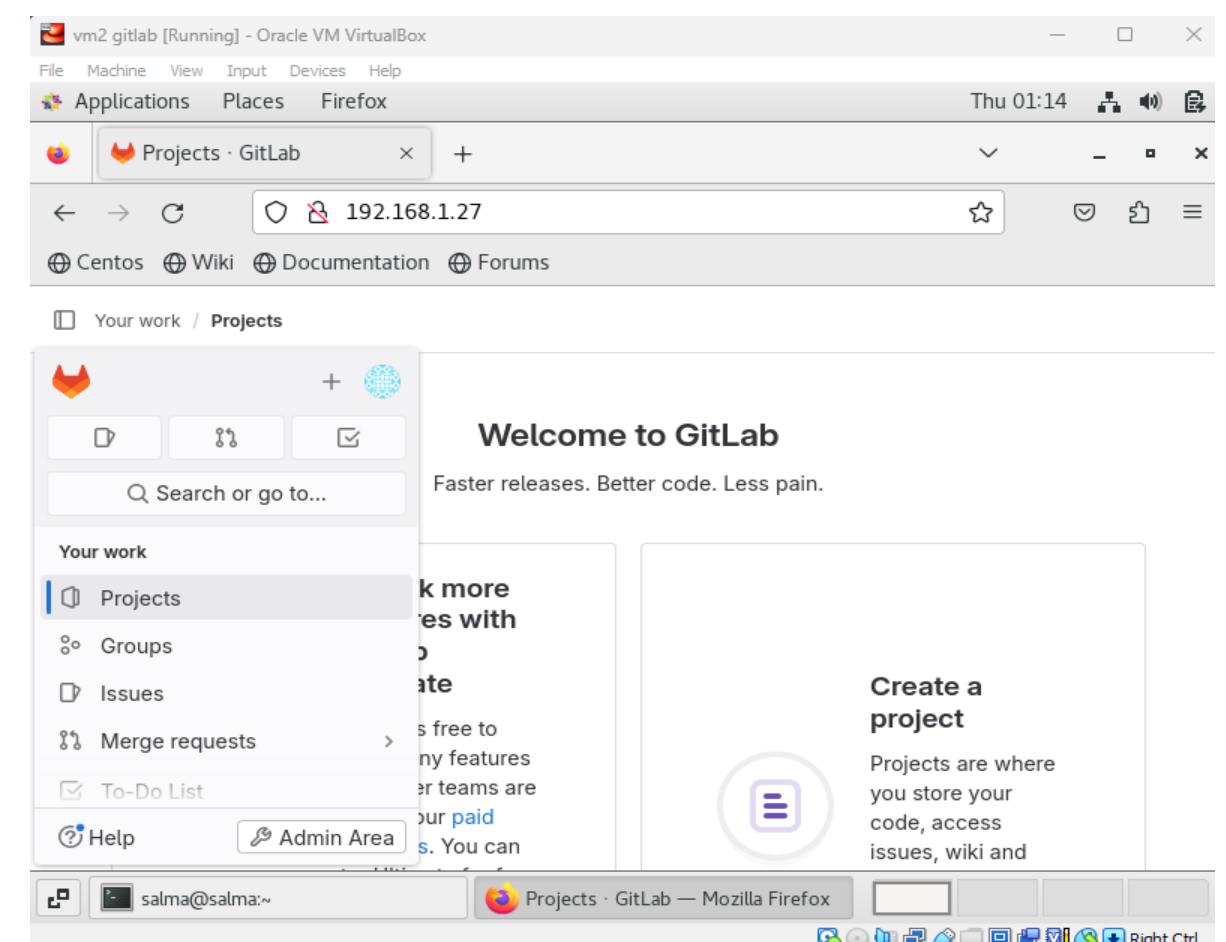 vm2 gitlab [Running] - Oracle VM VirtualBox
File Machine View Input Devices Help
Applications Places Firefox Thu 01:14
Projects · GitLab
192.168.1.27
Centos Wiki Documentation Forums
Your work / Projects
Welcome to GitLab
Search or go to...
Faster releases. Better code. Less pain.
Your work
Projects
Groups
Issues
Merge requests
To-Do List
Help Admin Area
k more
res with
ate
s free to
ny features
er teams are
our paid
s. You can
Create a
project
Projects are where
you store your
code, access
issues, wiki and
salma@salma:~ Projects · GitLab — Mozilla Firefox
Right Ctrl